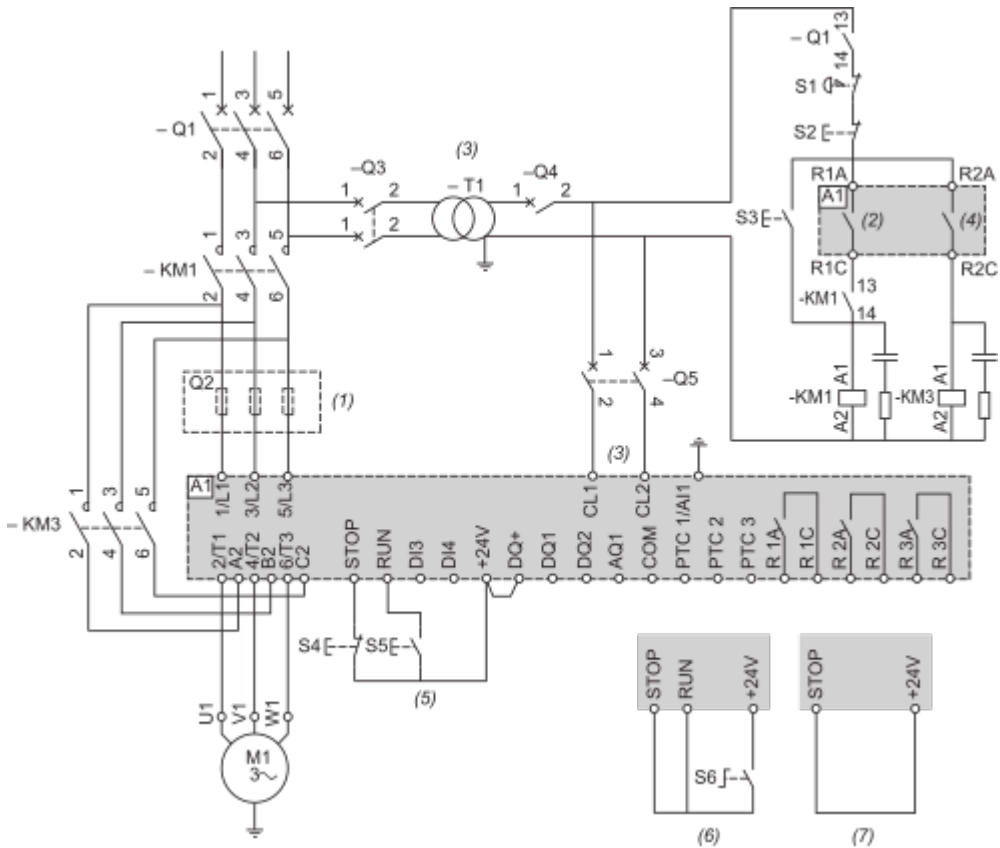 1 3 5
– Q1
2 4 6
–Q3
1 2
1 2
(3)
– T1
–Q4
1 2
1 3 5
– KM1
2 4 6
Q2
(1)
1 3
–Q5
2 4
(3)
13
– Q1
14
S1
S2
R1A R2A
A1
S3
(2) (4)
R1C R2C
13
-KM1
14
A1 A1
-KM1 -KM3
A2 A2
1 3 5
– KM3
2 4 6
A1
1/L1 3/L2 5/L3 CL1 CL2
2/T1 A2 4/T2 B2 6/T3 C2 STOP RUN DI3 DI4 +24V DQ+ DQ1 DQ2 AQ1 COM PTC 1/AI1 PTC 2 PTC 3 R 1A R 1C R 2A R 2C R 3A R 3C
S4 S5
(5)
U1 V1 W1
M1
3~
STOP RUN +24V
S6
(6)
STOP +24V
(7)